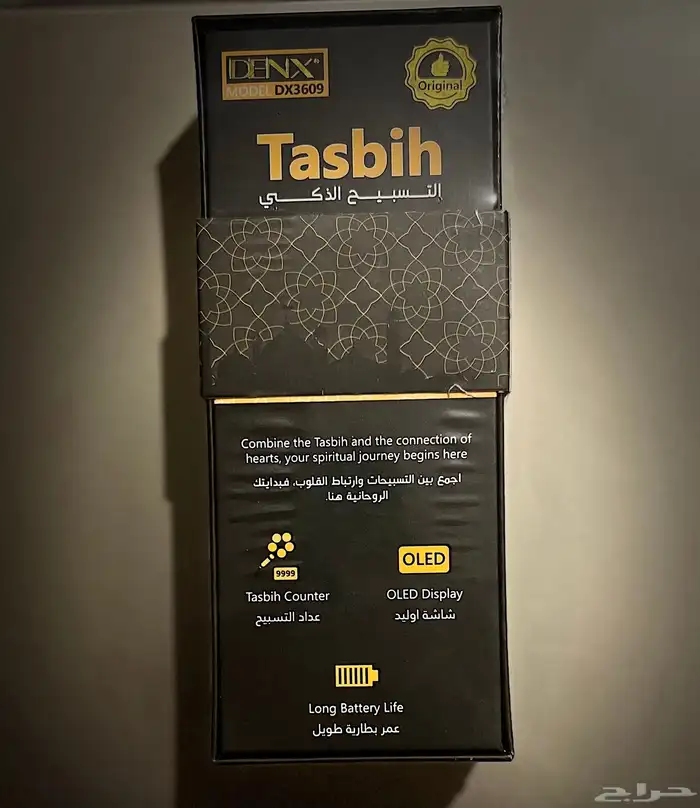 DENX®
MODEL DX3609
Original
Tasbih
التسبيح الذكي
Combine the Tasbih and the connection of
hearts, your spiritual journey begins here
اجمع بين التسبيحات وارتباط القلوب، فبدايتك
الروحانية هنا.
9999
OLED
Tasbih Counter
OLED Display
عداد التسبيح
شاشة اوليد
Long Battery Life
عمر بطارية طويل
حراج